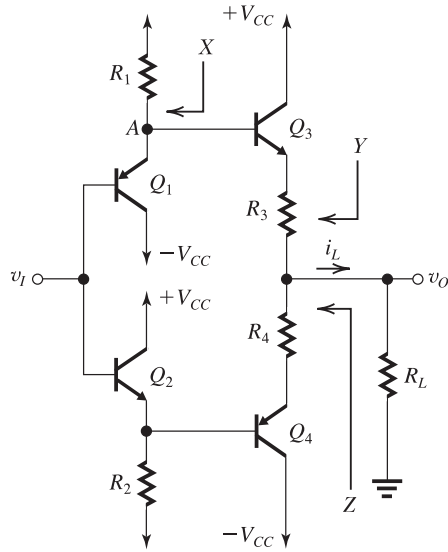 +V_CC
X
R_1
A
Q_3
Y
Q_1
R_3
-V_CC
i_L
v_I
v_O
+V_CC
R_4
Q_2
R_L
Q_4
R_2
Z
-V_CC